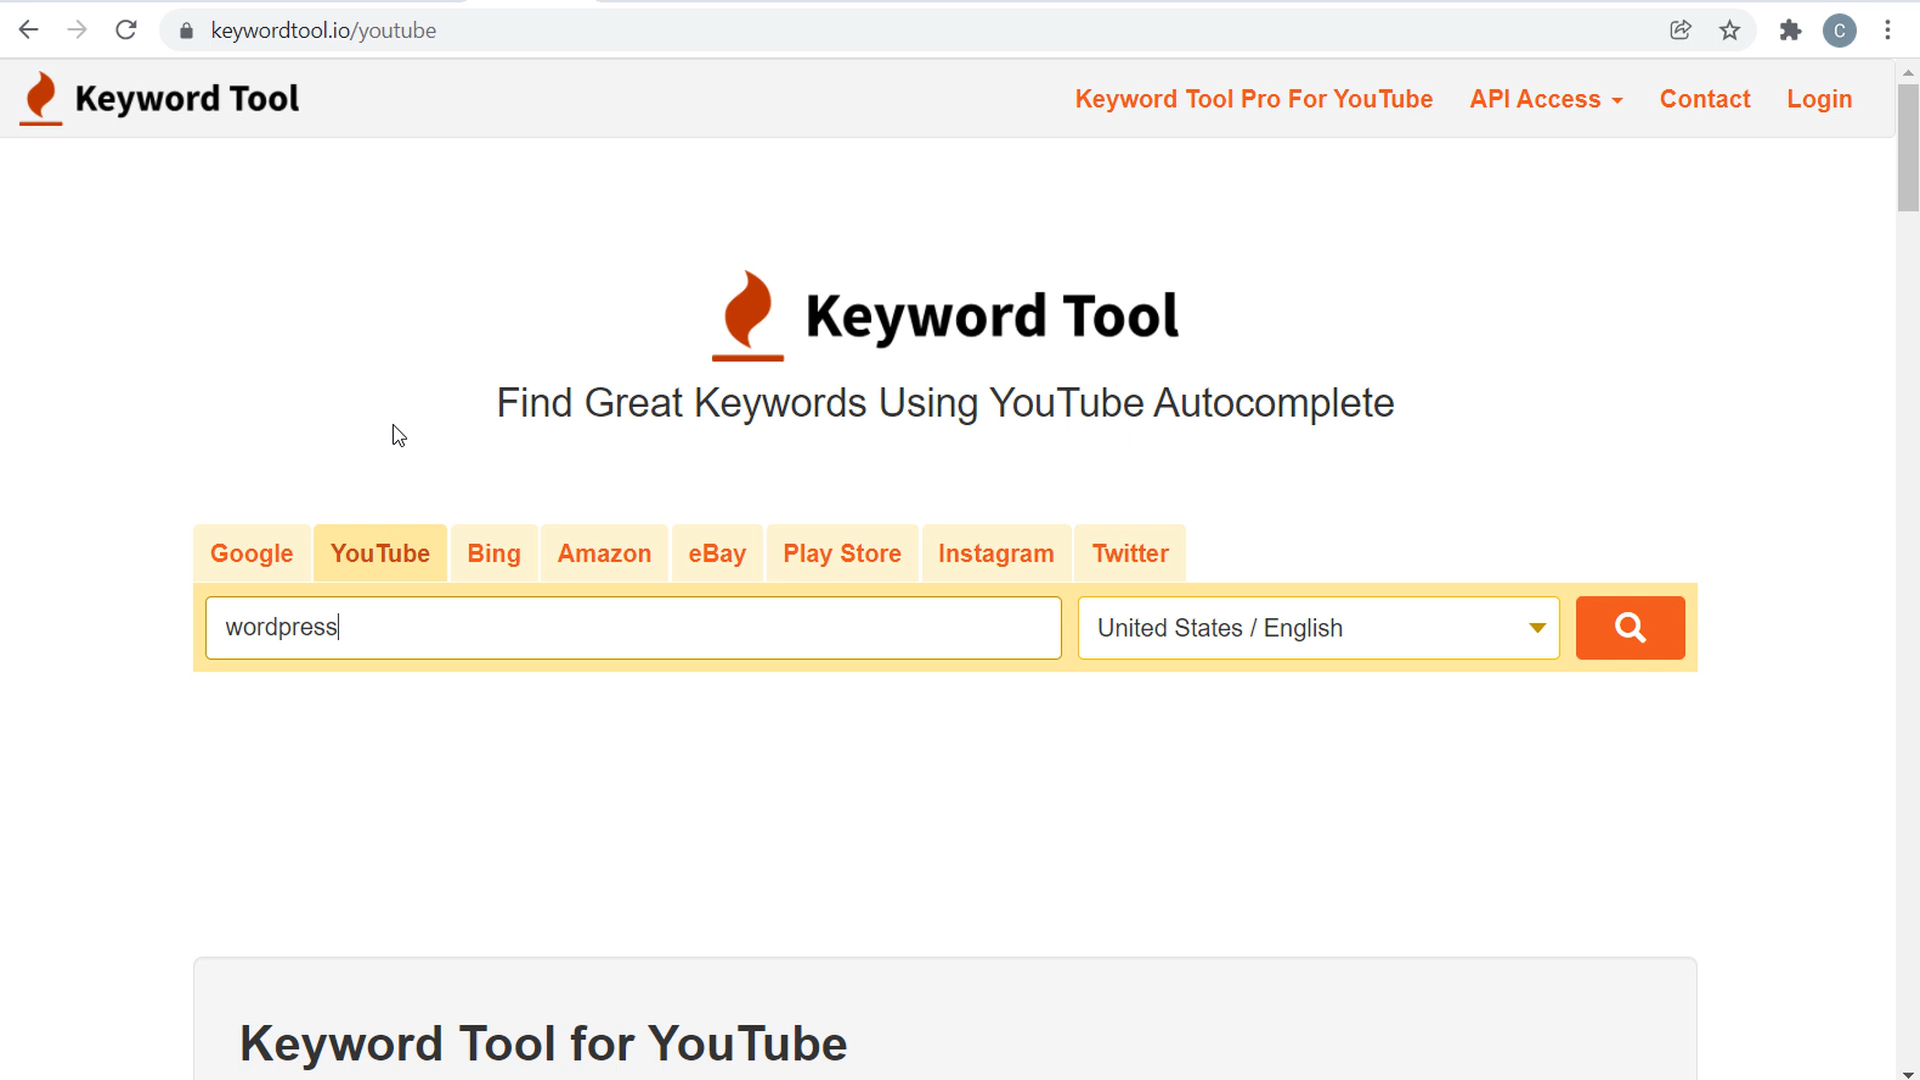 keywordtool.io/youtube
C
Keyword Tool
Keyword Tool Pro For YouTube
API Access
Contact
Login
Keyword Tool
Find Great Keywords Using YouTube Autocomplete
Google
YouTube
Bing
Amazon
eBay
Play Store
Instagram
Twitter
wordpress
United States / English
Keyword Tool for YouTube